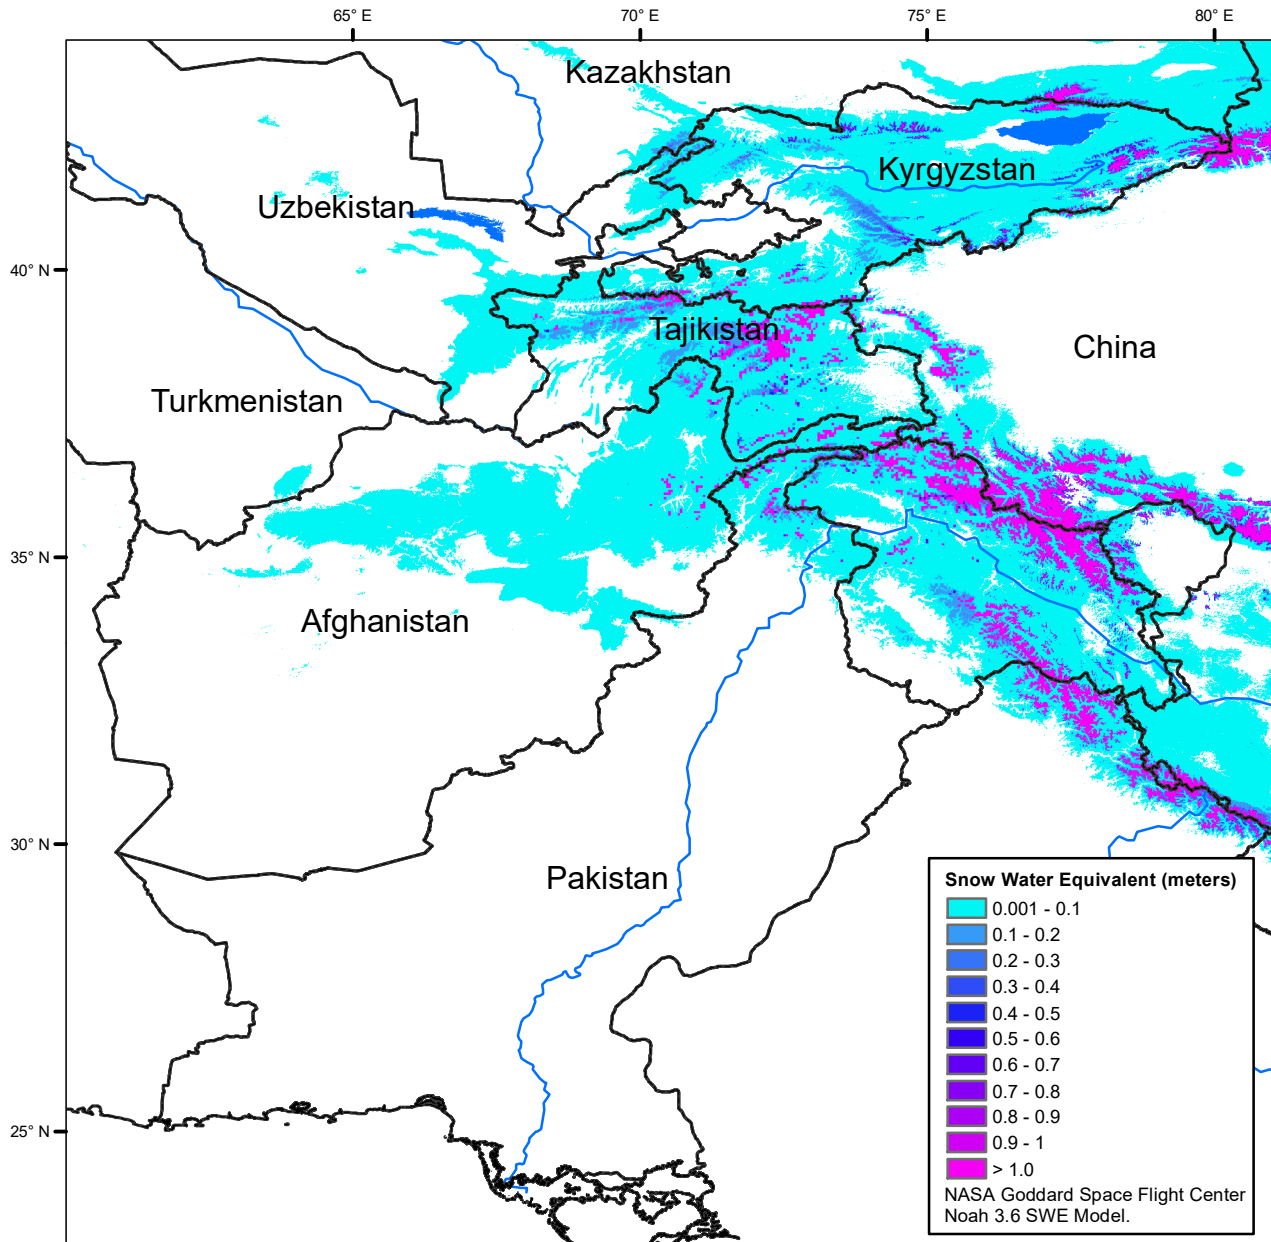 65° E
70° E
75° E
80° E
Kazakhstan
Kyrgyzstan
Uzbekistan
40° N
Tajikistan
China
Turkmenistan
35° N
Afghanistan
30° N
Pakistan
25° N
Snow Water Equivalent (meters)
0.001 - 0.1
0.1 - 0.2
0.2 - 0.3
0.3 - 0.4
0.4 - 0.5
0.5 - 0.6
0.6 - 0.7
0.7 - 0.8
0.8 - 0.9
0.9 - 1
> 1.0
NASA Goddard Space Flight Center
Noah 3.6 SWE Model.